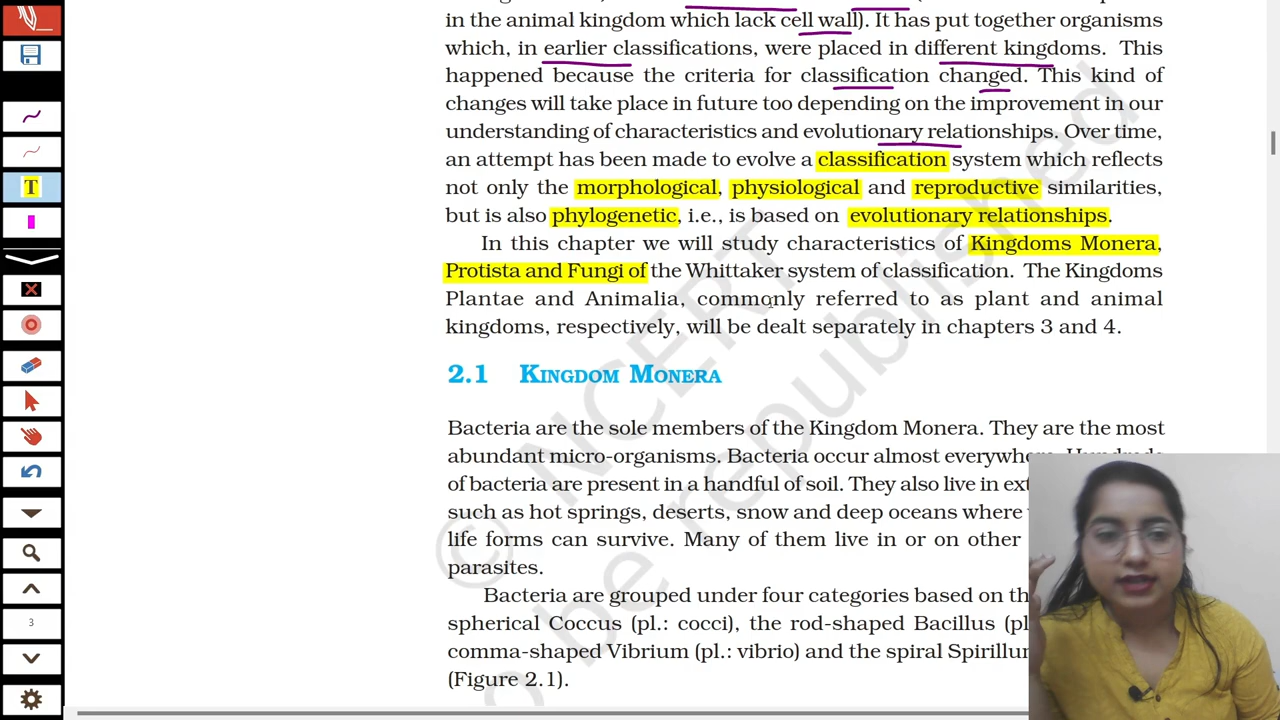 in the animal kingdom which lack cell wall). It has put together organisms
which, in earlier classifications, were placed in different kingdoms. This
happened because the criteria for classification changed. This kind of
changes will take place in future too depending on the improvement in our
understanding of characteristics and evolutionary relationships. Over time,
an attempt has been made to evolve a classification system which reflects
not only the morphological, physiological and reproductive similarities,
but is also phylogenetic, i.e., is based on evolutionary relationships.
In this chapter we will study characteristics of Kingdoms Monera,
Protista and Fungi of the Whittaker system of classification. The Kingdoms
Plantae and Animalia, commonly referred to as plant and animal
kingdoms, respectively, will be dealt separately in chapters 3 and 4.
2.1 KINGDOM MONERA
Bacteria are the sole members of the Kingdom Monera. They are the most
abundant micro-organisms. Bacteria occur almost everywhere.
of bacteria are present in a handful of soil. They also live in
such as hot springs, deserts, snow and deep oceans where
life forms can survive. Many of them live in or on other
parasites.
Bacteria are grouped under four categories based on
spherical Coccus (pl.: cocci), the rod-shaped Bacillus
comma-shaped Vibrium (pl.: vibrio) and the spiral
(Figure 2.1).
© NCERT
be republished
T
3